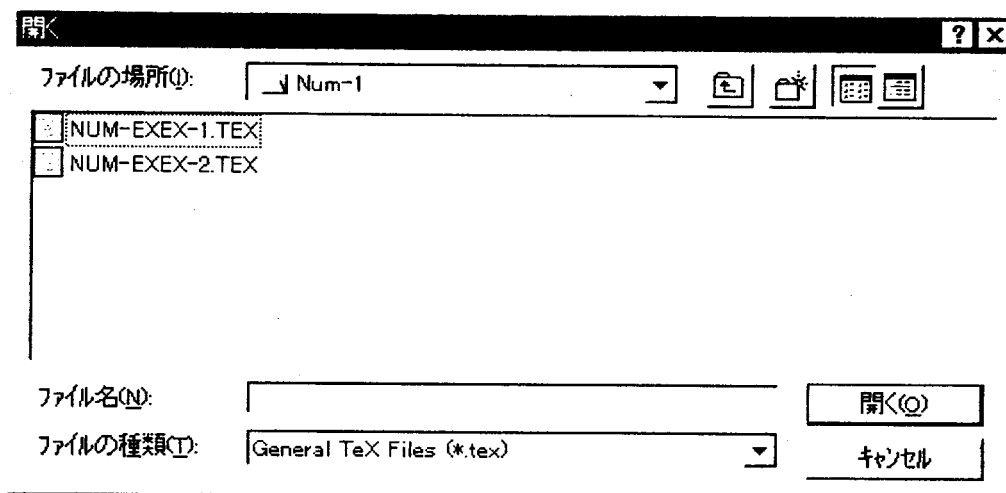 開く ? ×
ファイルの場所(I): Num-1
NUM-EXEX-1.TEX
NUM-EXEX-2.TEX
ファイル名(N): 開く(O)
ファイルの種類(T): General TeX Files (*.tex) キャンセル